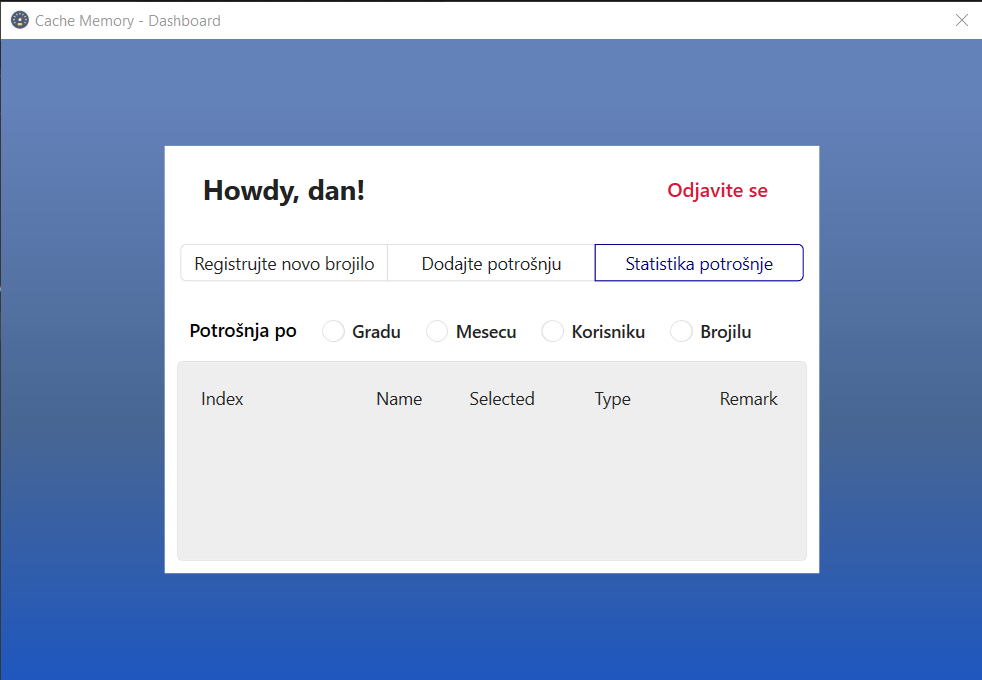 Cache Memory - Dashboard
Howdy, dan!
Odjavite se
Registrujte novo brojilo Dodajte potrošnju Statistika potrošnje
Potrošnja po Gradu Mesecu Korisniku Brojilu
Index Name Selected Type Remark